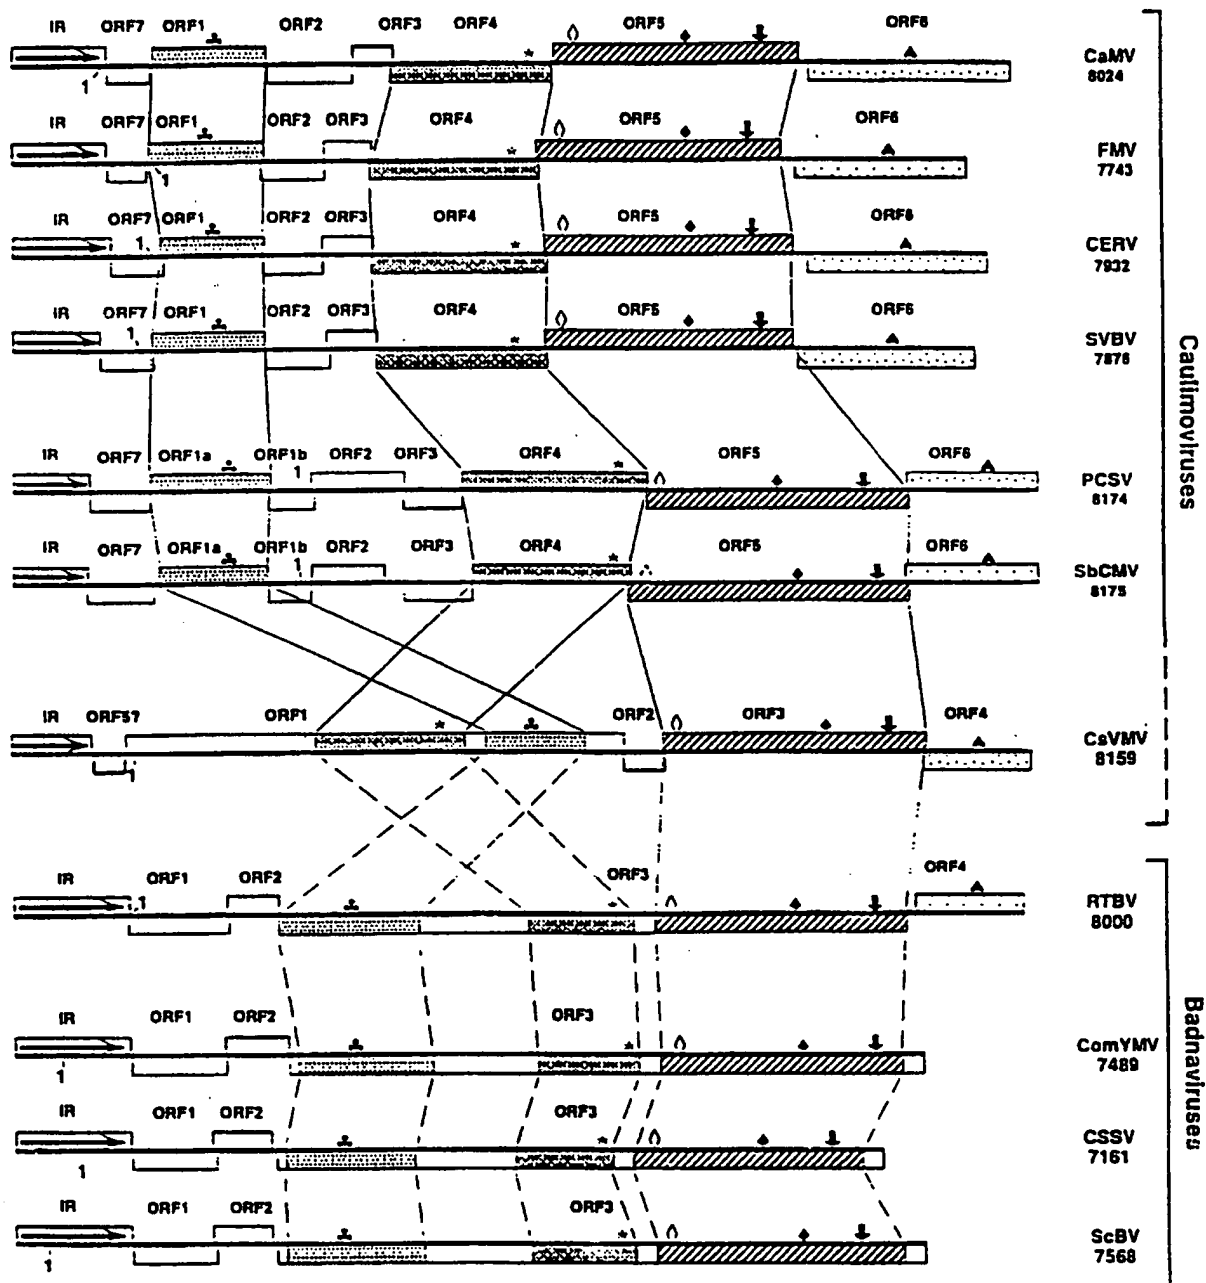 IR ORF7 ORF1 ORF2 ORF3 ORF4 ORF5 ORF6 CaMV
1 8024
IR ORF7 ORF1 ORF2 ORF3 ORF4 ORF5 ORF6 FMV
1 7743
IR ORF7 ORF1 ORF2 ORF3 ORF4 ORF5 ORF6 CERV
1 7932
IR ORF7 ORF1 ORF2 ORF3 ORF4 ORF5 ORF6 SVBV
1 7876
Caulimoviruses
IR ORF7 ORF1a ORF1b ORF2 ORF3 ORF4 ORF5 ORF6 PCSV
1 8174
IR ORF7 ORF1a ORF1b ORF2 ORF3 ORF4 ORF5 ORF6 SbCMV
1 8175
IR ORF5? ORF1 ORF2 ORF3 ORF4 CsVMV
1 8159
IR ORF1 ORF2 ORF3 ORF4 RTBV
1 8000
Badnaviruses
IR ORF1 ORF2 ORF3 ComYMV
1 7489
IR ORF1 ORF2 ORF3 CSSV
1 7161
IR ORF1 ORF2 ORF3 ScBV
1 7568